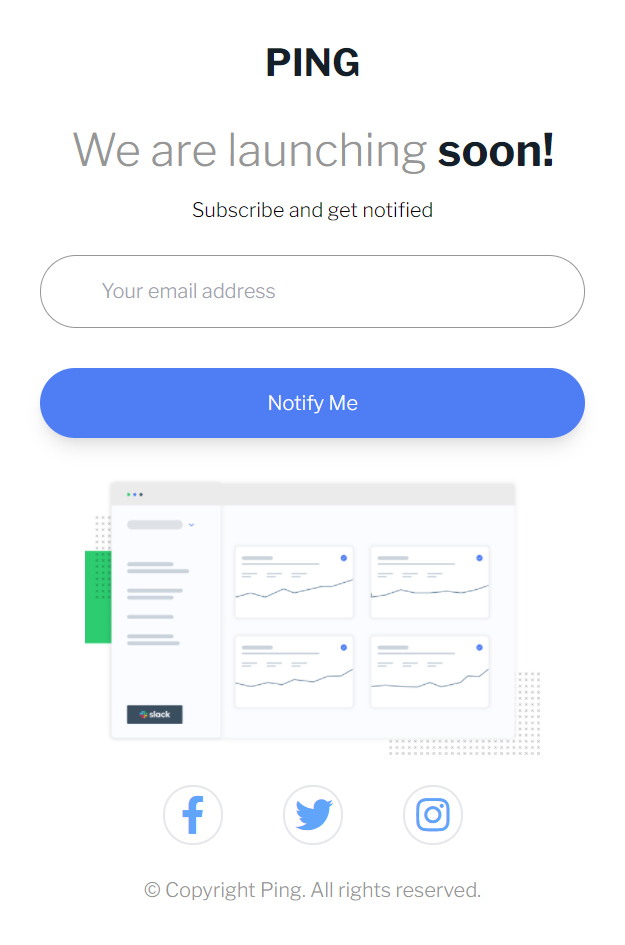 PING
We are launching soon!
Subscribe and get notified
Your email address
Notify Me
slack
© Copyright Ping. All rights reserved.